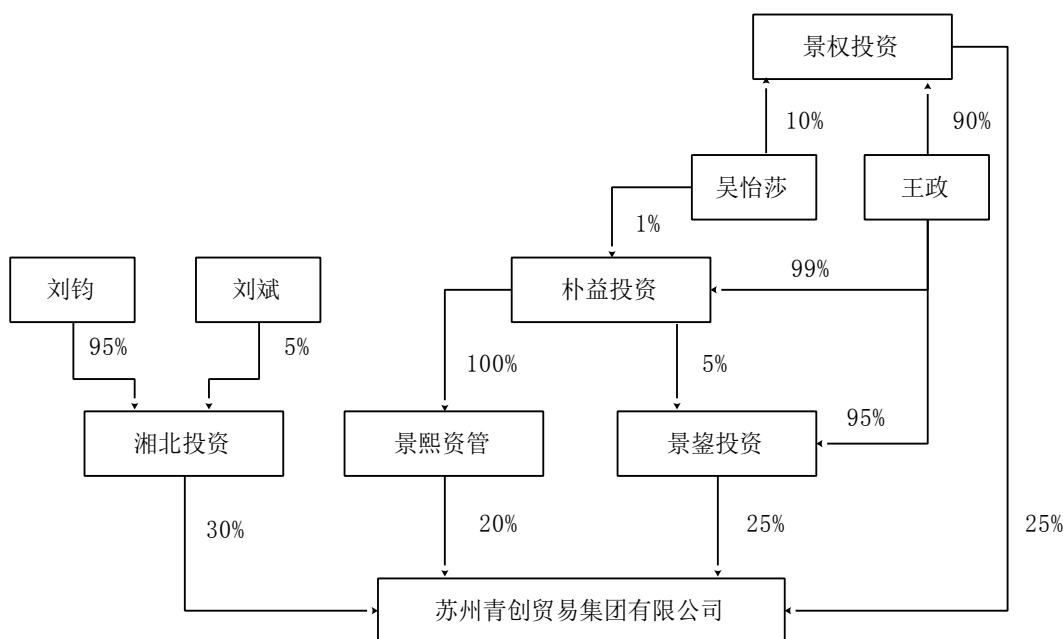 景权投资
10%
90%
吴怡莎
王政
1%
99%
刘钧
刘斌
朴益投资
95%
5%
100%
5%
95%
湘北投资
景熙资管
景鋆投资
30%
20%
25%
25%
苏州青创贸易集团有限公司